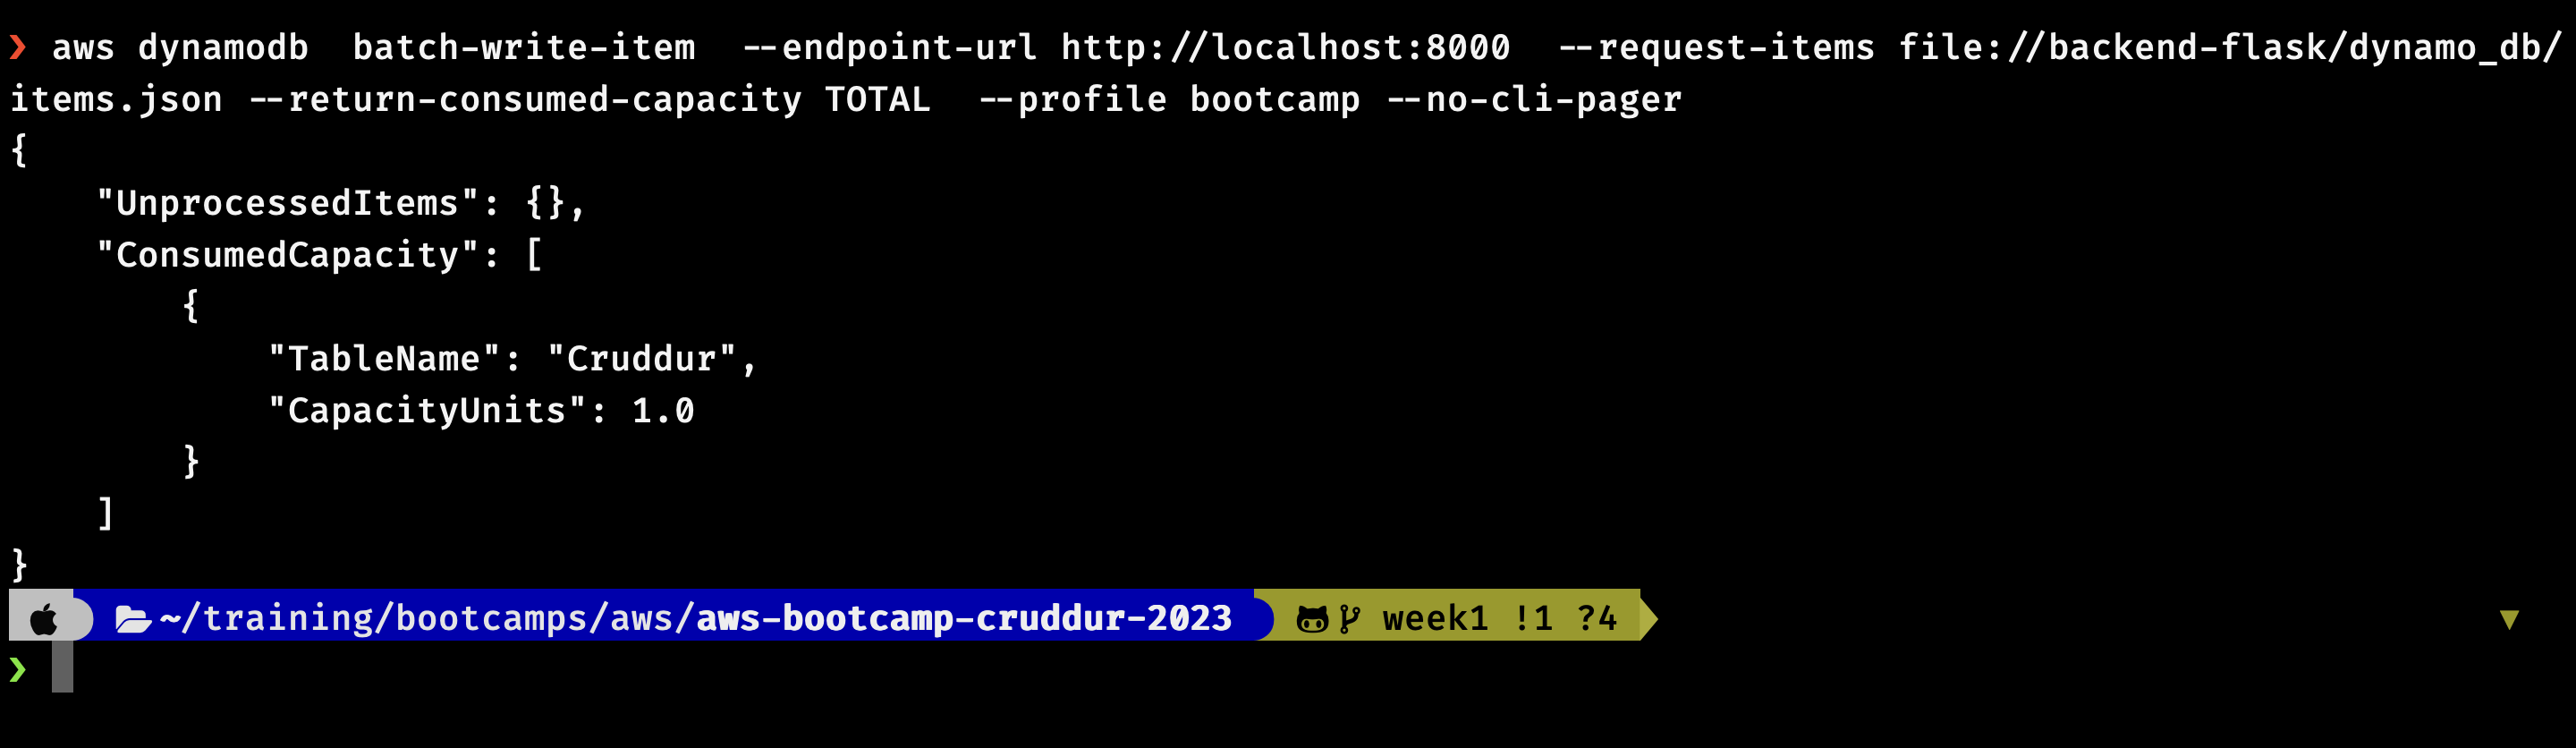 ❯ aws dynamodb  batch-write-item  --endpoint-url http://localhost:8000  --request-items file://backend-flask/dynamo_db/
items.json --return-consumed-capacity TOTAL  --profile bootcamp --no-cli-pager
{
    "UnprocessedItems": {},
    "ConsumedCapacity": [
        {
            "TableName": "Cruddur",
            "CapacityUnits": 1.0
        }
    ]
}
~/training/bootcamps/aws/aws-bootcamp-cruddur-2023 week1 !1 ?4 ▼
❯